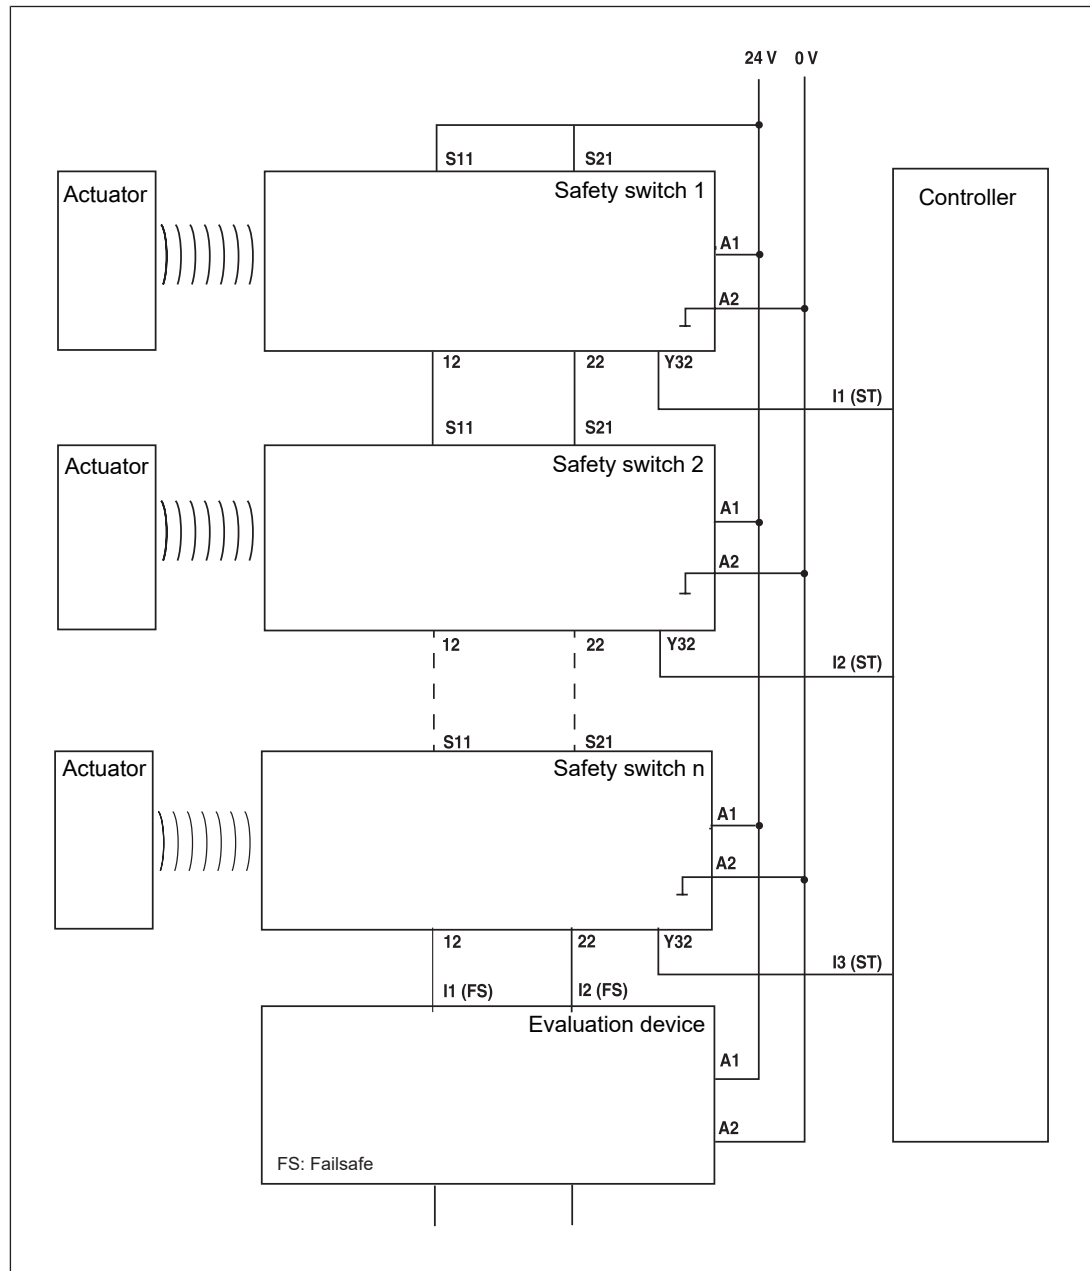 24 V 0 V
S11 S21
Actuator
Safety switch 1
Controller
A1
A2
12 22 Y32
I1 (ST)
S11 S21
Actuator
Safety switch 2
A1
A2
12 22 Y32
I2 (ST)
S11 S21
Actuator
Safety switch n
A1
A2
12 22 Y32
I3 (ST)
I1 (FS) I2 (FS)
Evaluation device
A1
A2
FS: Failsafe